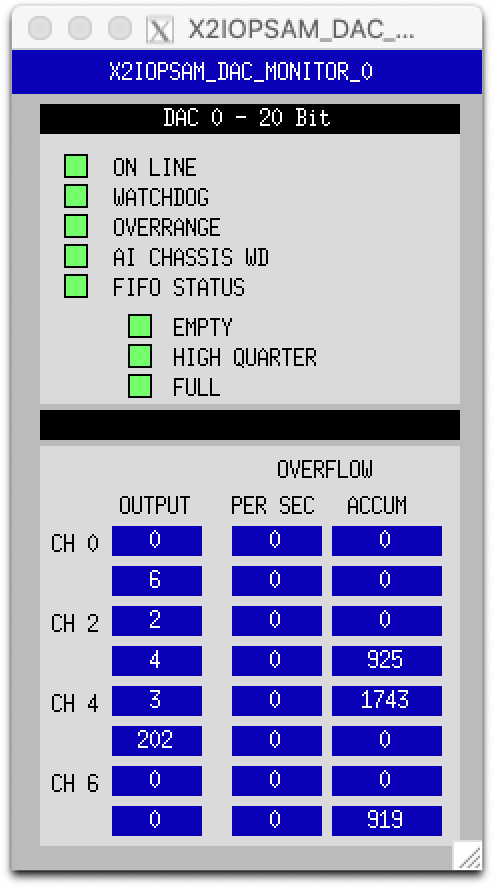 X2IOPSAM_DAC_...
X2IOPSAM_DAC_MONITOR_0
DAC 0 - 20 Bit
ON LINE
WATCHDOG
OVERRANGE
AI CHASSIS WD
FIFO STATUS
EMPTY
HIGH QUARTER
FULL
OVERFLOW
OUTPUT PER SEC ACCUM
CH 0 0 0 0
6 0 0
CH 2 2 0 0
4 0 925
CH 4 3 0 1743
202 0 0
CH 6 0 0 0
0 0 919